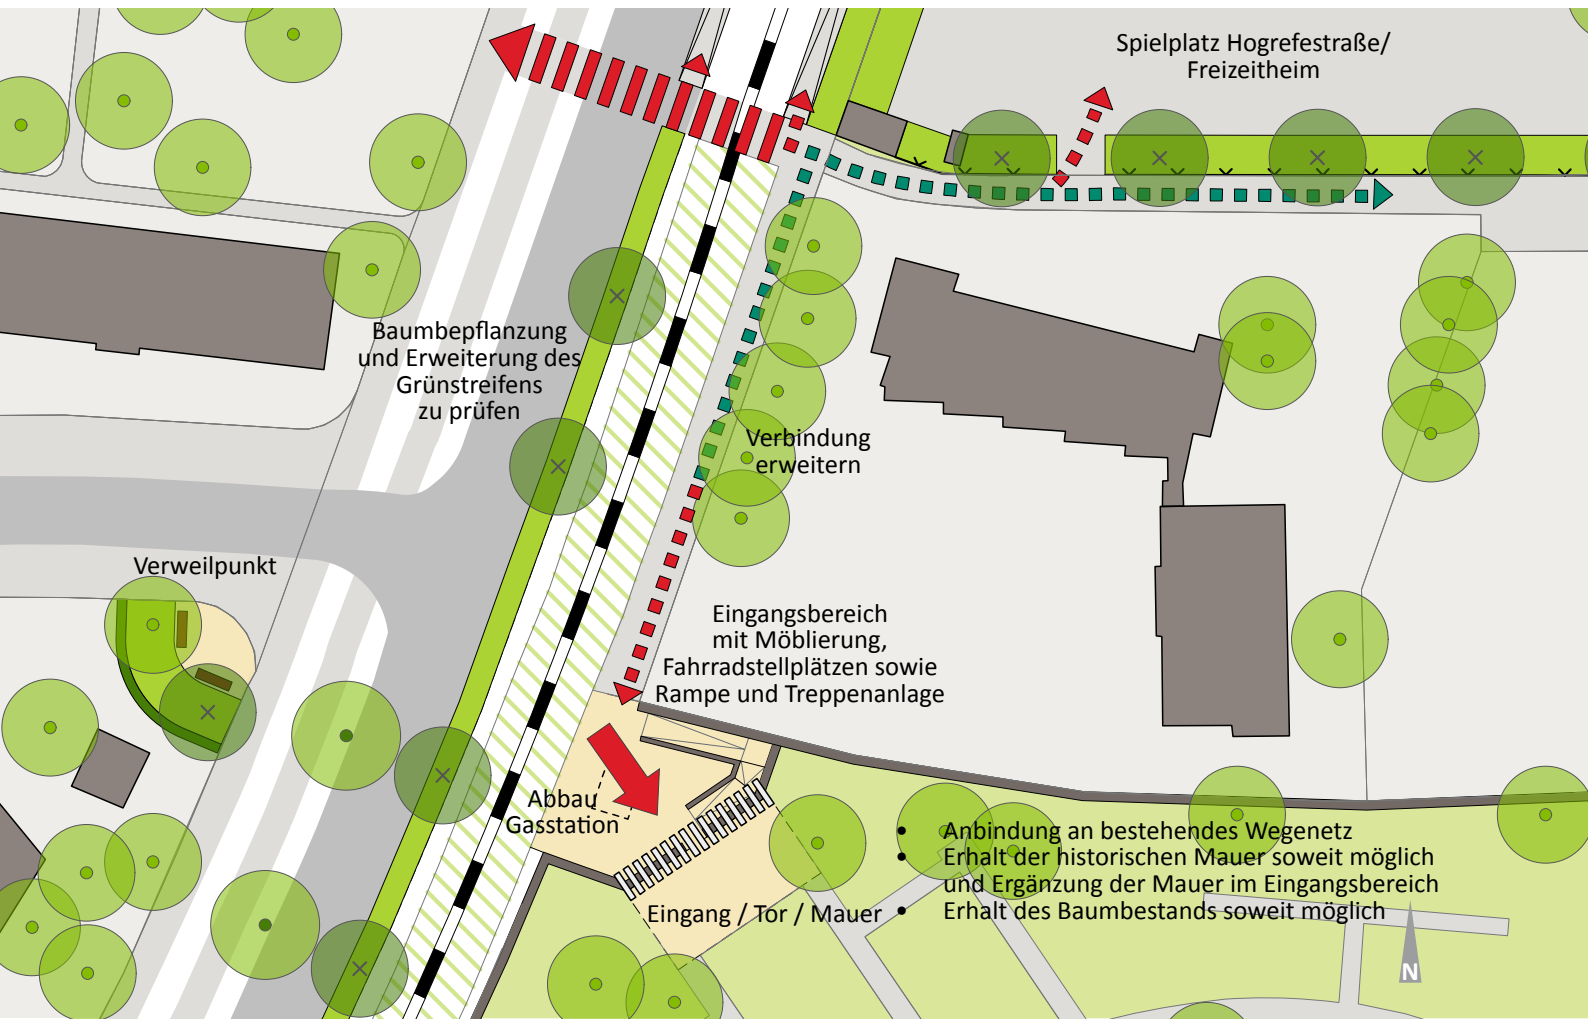 Spielplatz Hogrefestraße/
Freizeitheim
Baumbepflanzung
und Erweiterung des
Grünstreifens
zu prüfen
Verbindung
erweitern
Verweilpunkt
Eingangsbereich
mit Möblierung,
Fahrradstellplätzen sowie
Rampe und Treppenanlage
Abbau
Gasstation
Eingang / Tor / Mauer
• Anbindung an bestehendes Wegenetz
• Erhalt der historischen Mauer soweit möglich
und Ergänzung der Mauer im Eingangsbereich
• Erhalt des Baumbestands soweit möglich
N